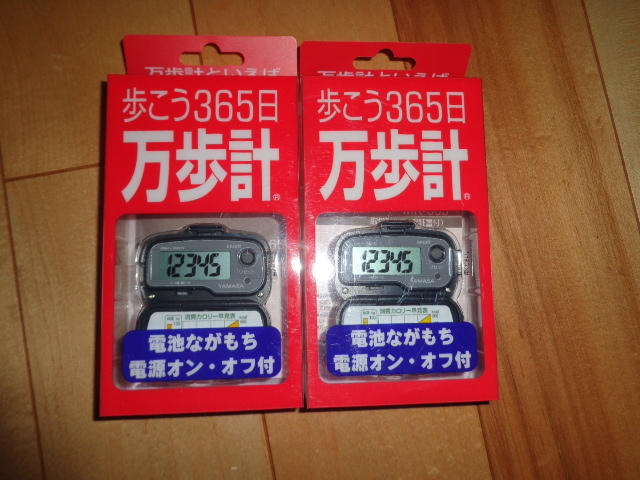 万歩計といえば
歩こう365日
万歩計®
12345
リセット
YAMASA
消費カロリー早見表
電池ながもち
電源オン・オフ付
万歩計といえば
歩こう365日
万歩計®
12345
YAMASA
消費カロリー早見表
電池ながもち
電源オン・オフ付